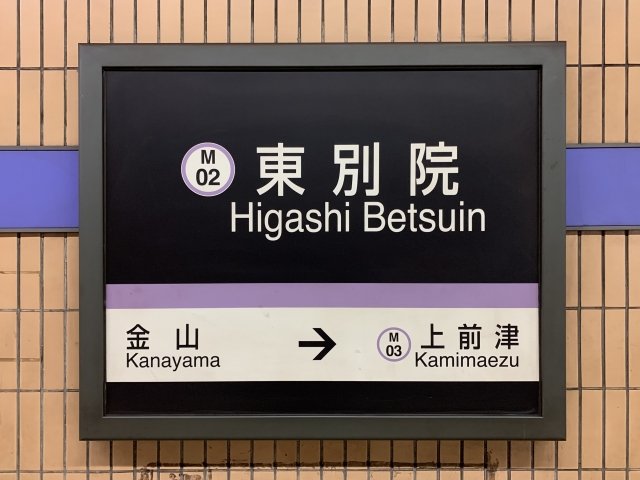 M 02 東別院
Higashi Betsuin
金山 → M 03 上前津
Kanayama Kamimaezu